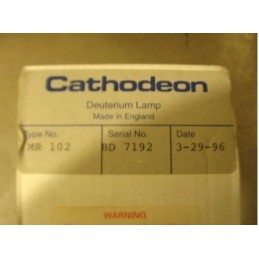 Cathodeon
Deuterium Lamp
Made in England
Type No. Serial No. Date
MR 102 BD 7192 3-29-96
WARNING